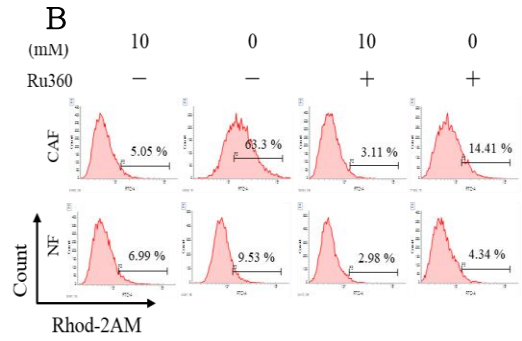 B
(mM) 10 0 10 0
Ru360 − − + +
CAF 5.05 % 63.3 % 3.11 % 14.41 %
NF 6.99 % 9.53 % 2.98 % 4.34 %
Count
Rhod-2AM